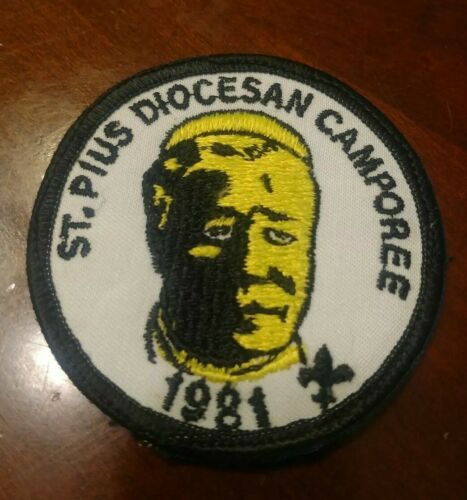 ST. PIUS DIOCESAN CAMPOREE
1981